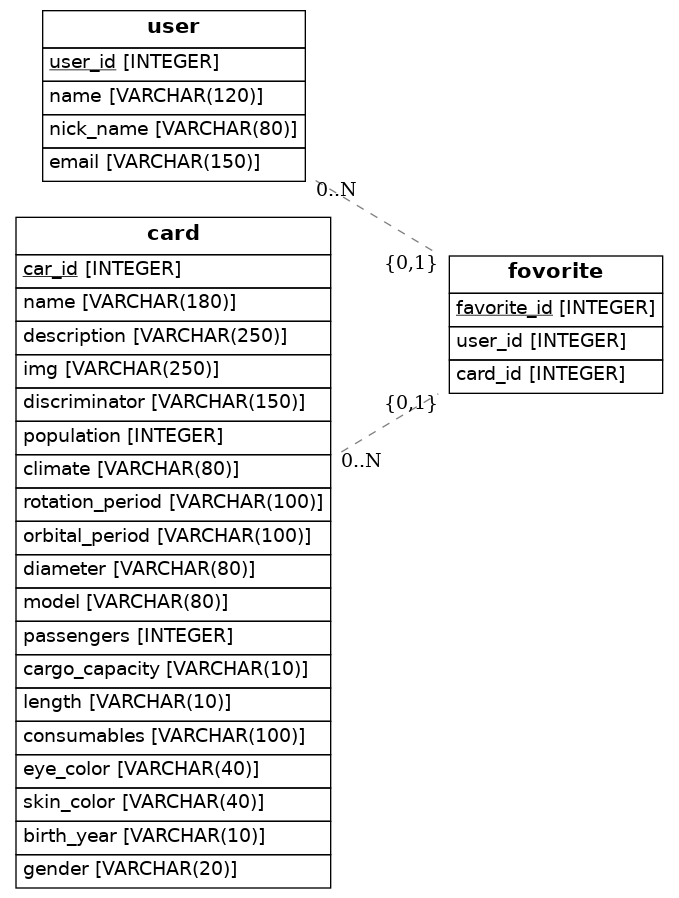 user
user_id [INTEGER]
name [VARCHAR(120)]
nick_name [VARCHAR(80)]
email [VARCHAR(150)]
0..N
{0,1}
card
car_id [INTEGER]
name [VARCHAR(180)]
description [VARCHAR(250)]
img [VARCHAR(250)]
discriminator [VARCHAR(150)]
population [INTEGER]
climate [VARCHAR(80)]
rotation_period [VARCHAR(100)]
orbital_period [VARCHAR(100)]
diameter [VARCHAR(80)]
model [VARCHAR(80)]
passengers [INTEGER]
cargo_capacity [VARCHAR(10)]
length [VARCHAR(10)]
consumables [VARCHAR(100)]
eye_color [VARCHAR(40)]
skin_color [VARCHAR(40)]
birth_year [VARCHAR(10)]
gender [VARCHAR(20)]
fovorite
favorite_id [INTEGER]
user_id [INTEGER]
card_id [INTEGER]
{0,1}
0..N